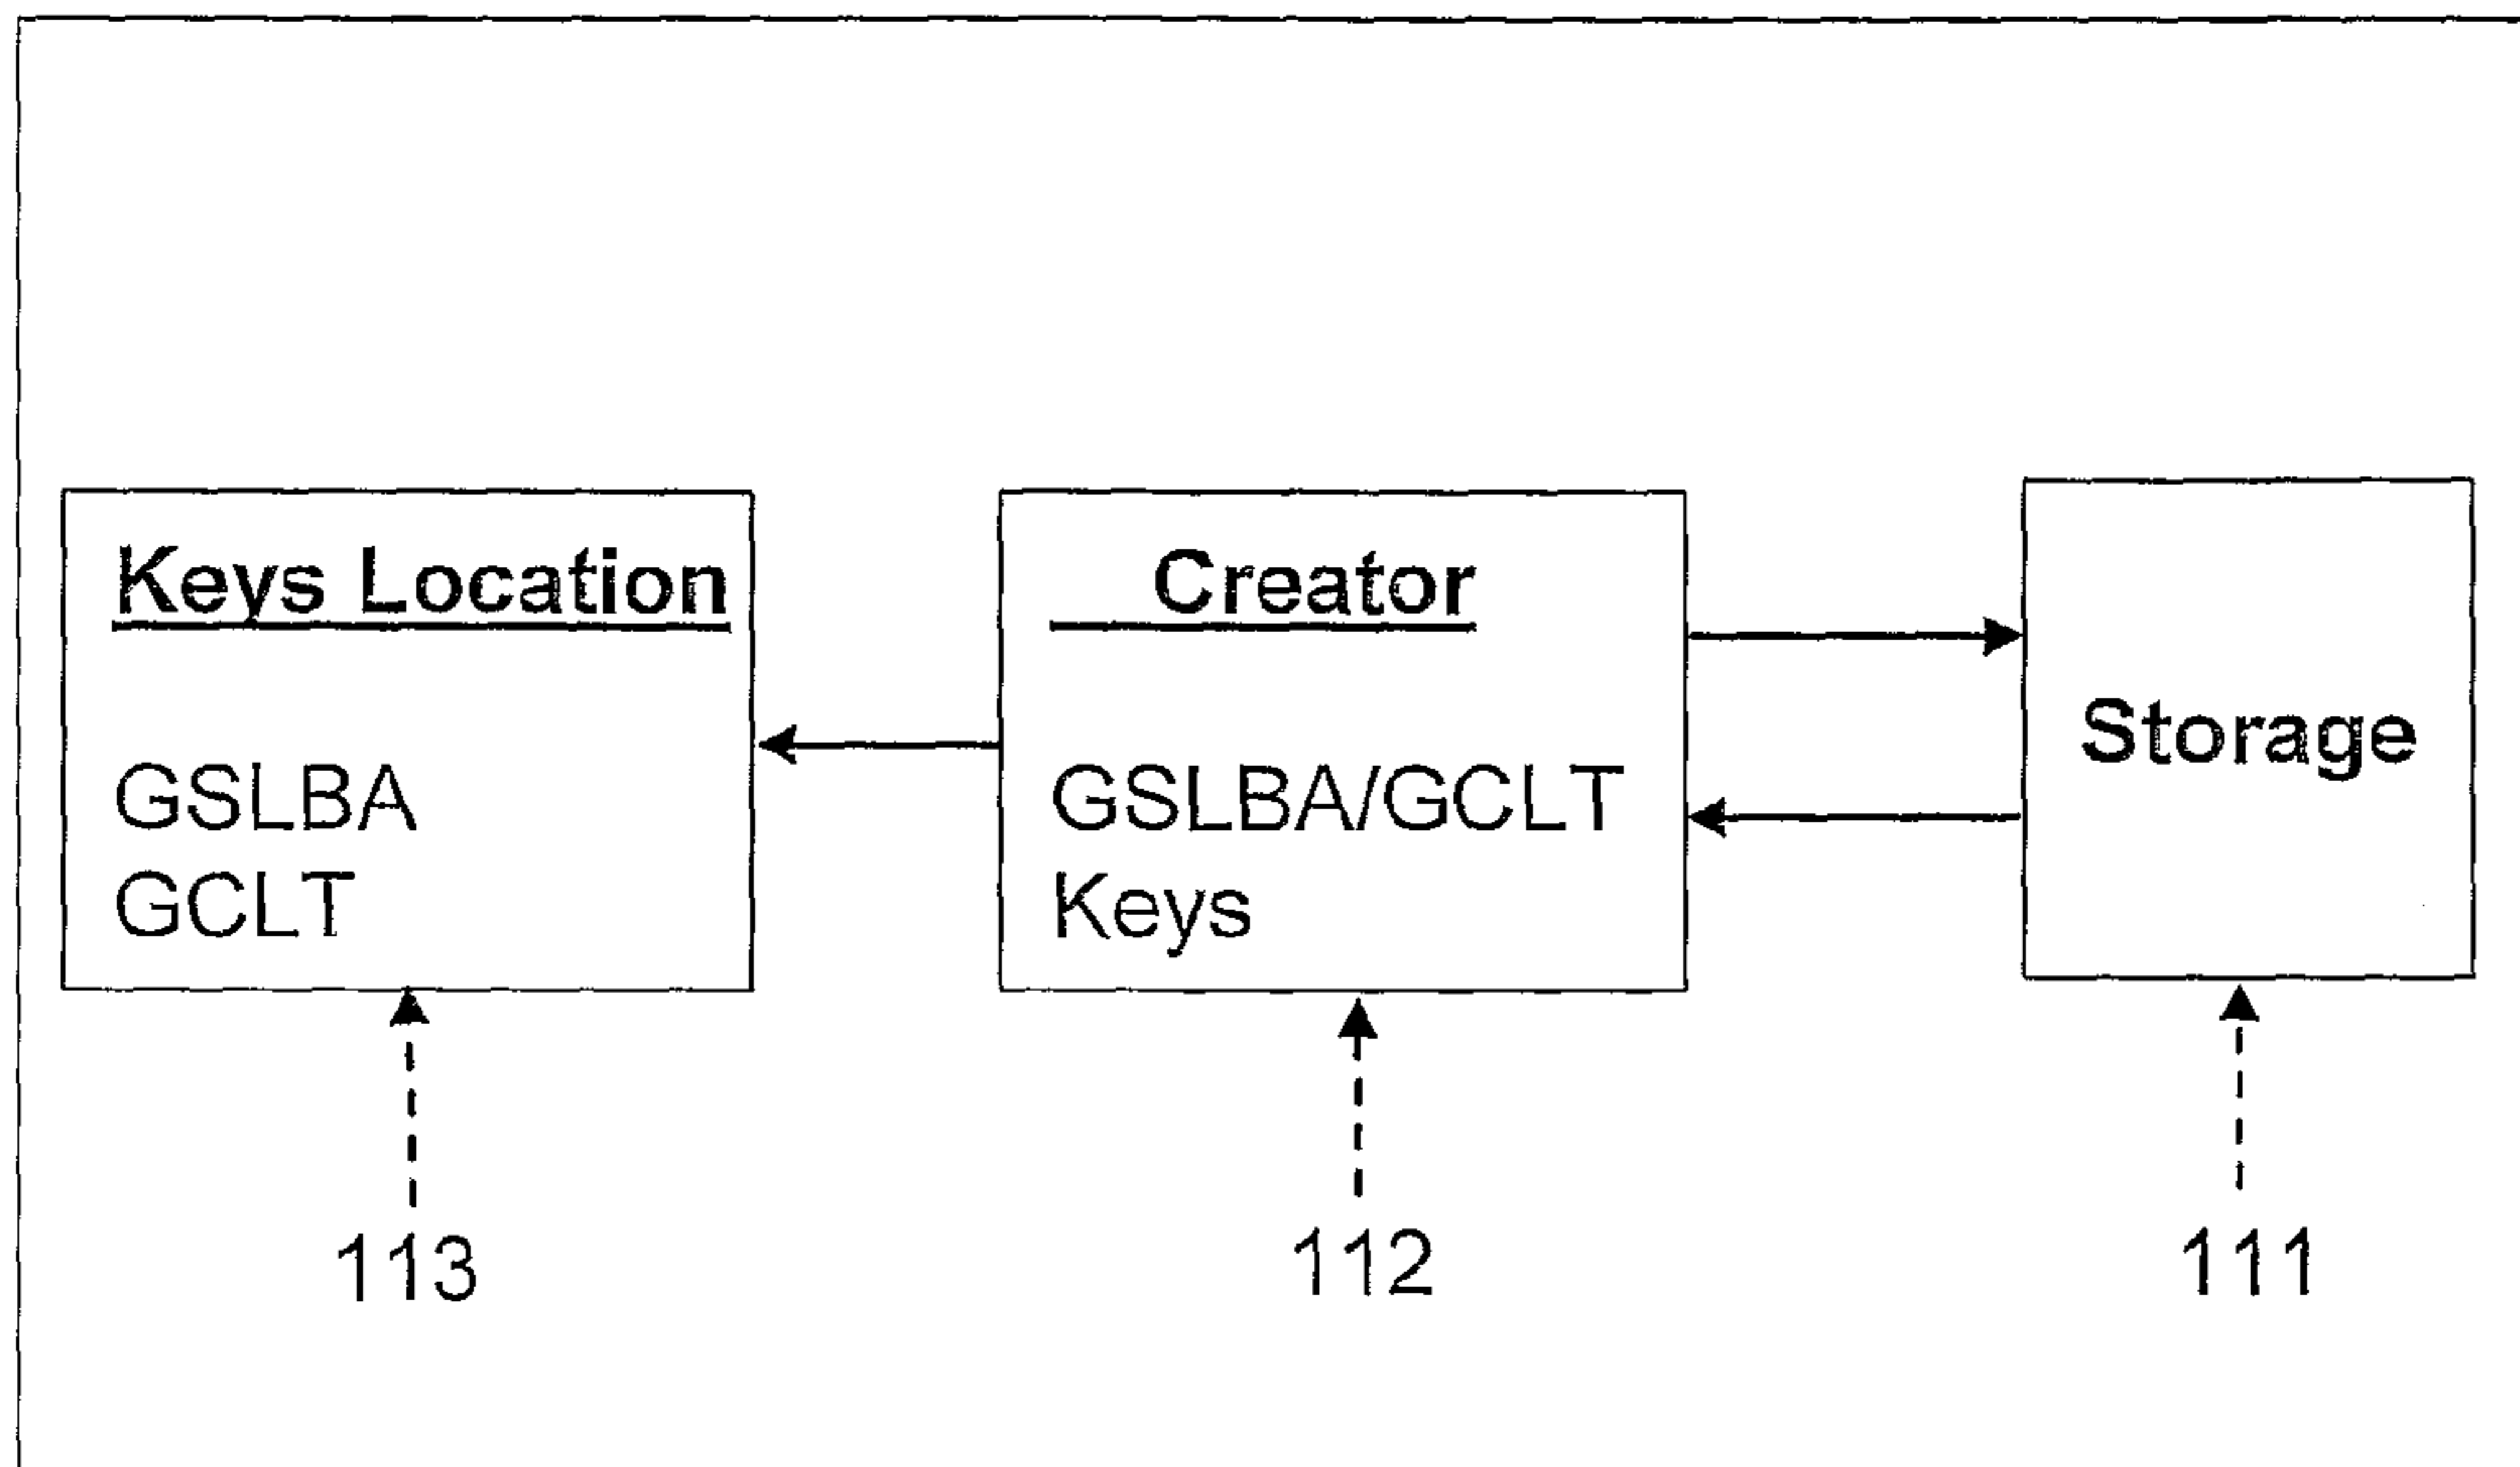 Keys Location
GSLBA
GCLT
Creator
GSLBA/GCLT
Keys
Storage
113
112
111